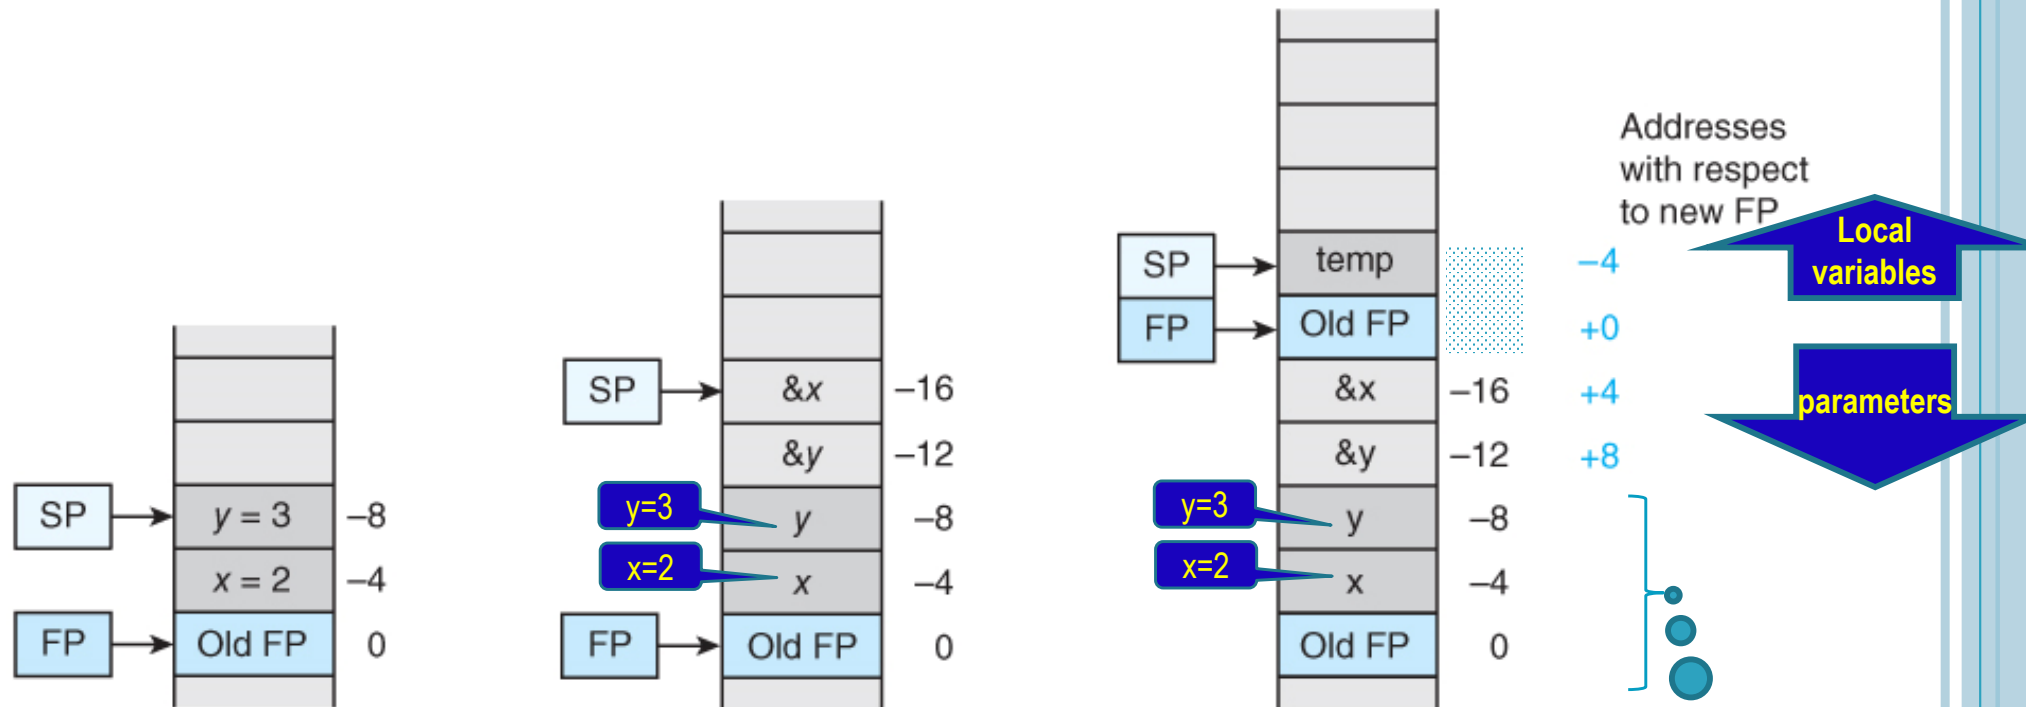 SP
y = 3
–8
x = 2
–4
FP
Old FP
0
SP
&x
–16
&y
–12
y=3
y
–8
x=2
x
–4
FP
Old FP
0
Addresses
with respect
to new FP
SP
temp
–4
FP
Old FP
+0
&x
–16
+4
&y
–12
+8
y=3
y
–8
x=2
x
–4
Old FP
0
Local
variables
parameters